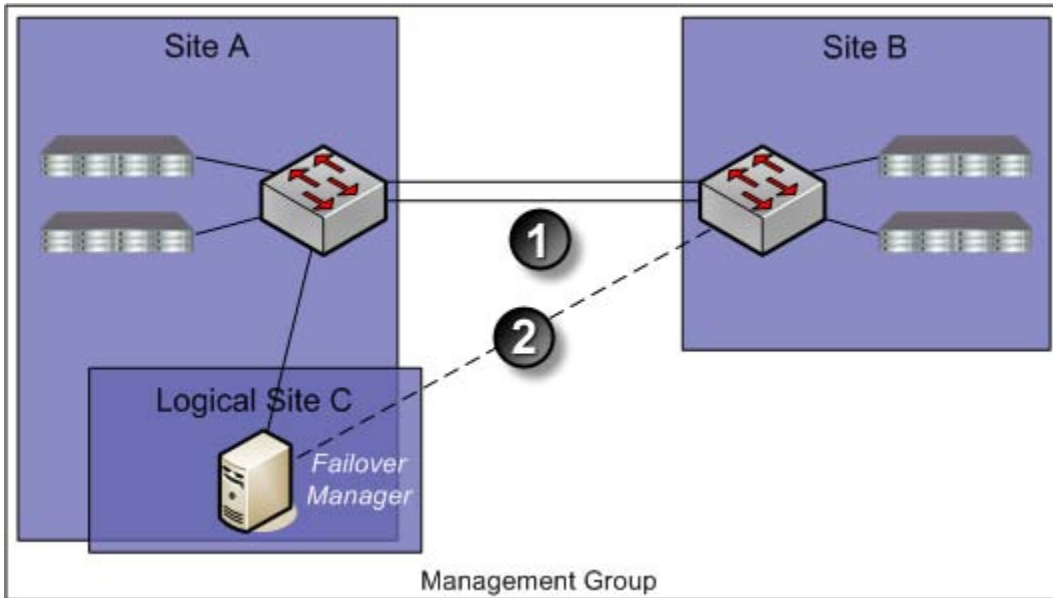 Site A
Site B
1
2
Logical Site C
Failover
Manager
Management Group